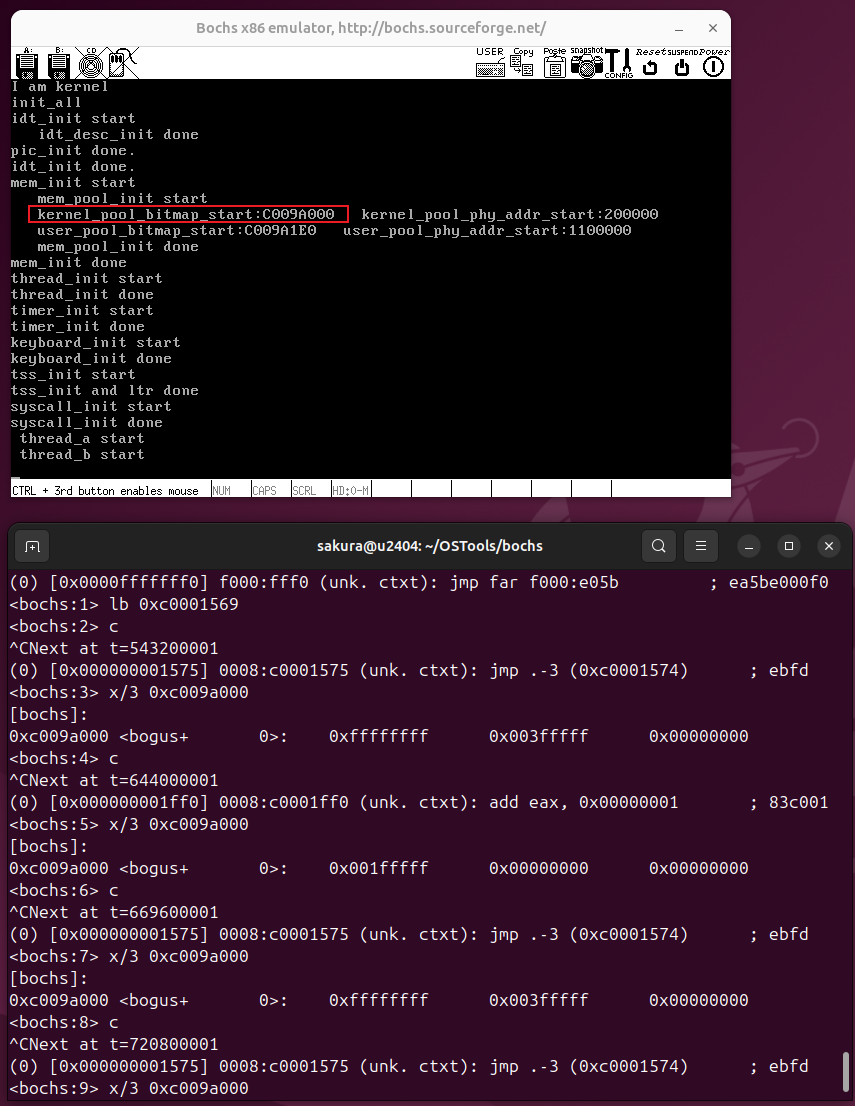 Bochs x86 emulator, http://bochs.sourceforge.net/
A: B: CD USER Copy Paste snapshot CONFIG Reset SUSPEND Power
I am kernel
init_all
idt_init start
idt_desc_init done
pic_init done.
idt_init done.
mem_init start
mem_pool_init start
kernel_pool_bitmap_start:C009A000 kernel_pool_phy_addr_start:200000
user_pool_bitmap_start:C009A1E0 user_pool_phy_addr_start:1100000
mem_pool_init done
mem_init done
thread_init start
thread_init done
timer_init start
timer_init done
keyboard_init start
keyboard_init done
tss_init start
tss_init and ltr done
syscall_init start
syscall_init done
thread_a start
thread_b start
CTRL + 3rd button enables mouse NUM CAPS SCRL HD:0-M
sakura@u2404: ~/OSTools/bochs
(0) [0x0000fffffff0] f000:fff0 (unk. ctxt): jmp far f000:e05b ; ea5be000f0
<bochs:1> lb 0xc0001569
<bochs:2> c
^CNext at t=543200001
(0) [0x000000001575] 0008:c0001575 (unk. ctxt): jmp .-3 (0xc0001574) ; ebfd
<bochs:3> x/3 0xc009a000
[bochs]:
0xc009a000 <bogus+ 0>: 0xffffffff 0x003fffff 0x00000000
<bochs:4> c
^CNext at t=644000001
(0) [0x000000001ff0] 0008:c0001ff0 (unk. ctxt): add eax, 0x00000001 ; 83c001
<bochs:5> x/3 0xc009a000
[bochs]:
0xc009a000 <bogus+ 0>: 0x001fffff 0x00000000 0x00000000
<bochs:6> c
^CNext at t=669600001
(0) [0x000000001575] 0008:c0001575 (unk. ctxt): jmp .-3 (0xc0001574) ; ebfd
<bochs:7> x/3 0xc009a000
[bochs]:
0xc009a000 <bogus+ 0>: 0xffffffff 0x003fffff 0x00000000
<bochs:8> c
^CNext at t=720800001
(0) [0x000000001575] 0008:c0001575 (unk. ctxt): jmp .-3 (0xc0001574) ; ebfd
<bochs:9> x/3 0xc009a000